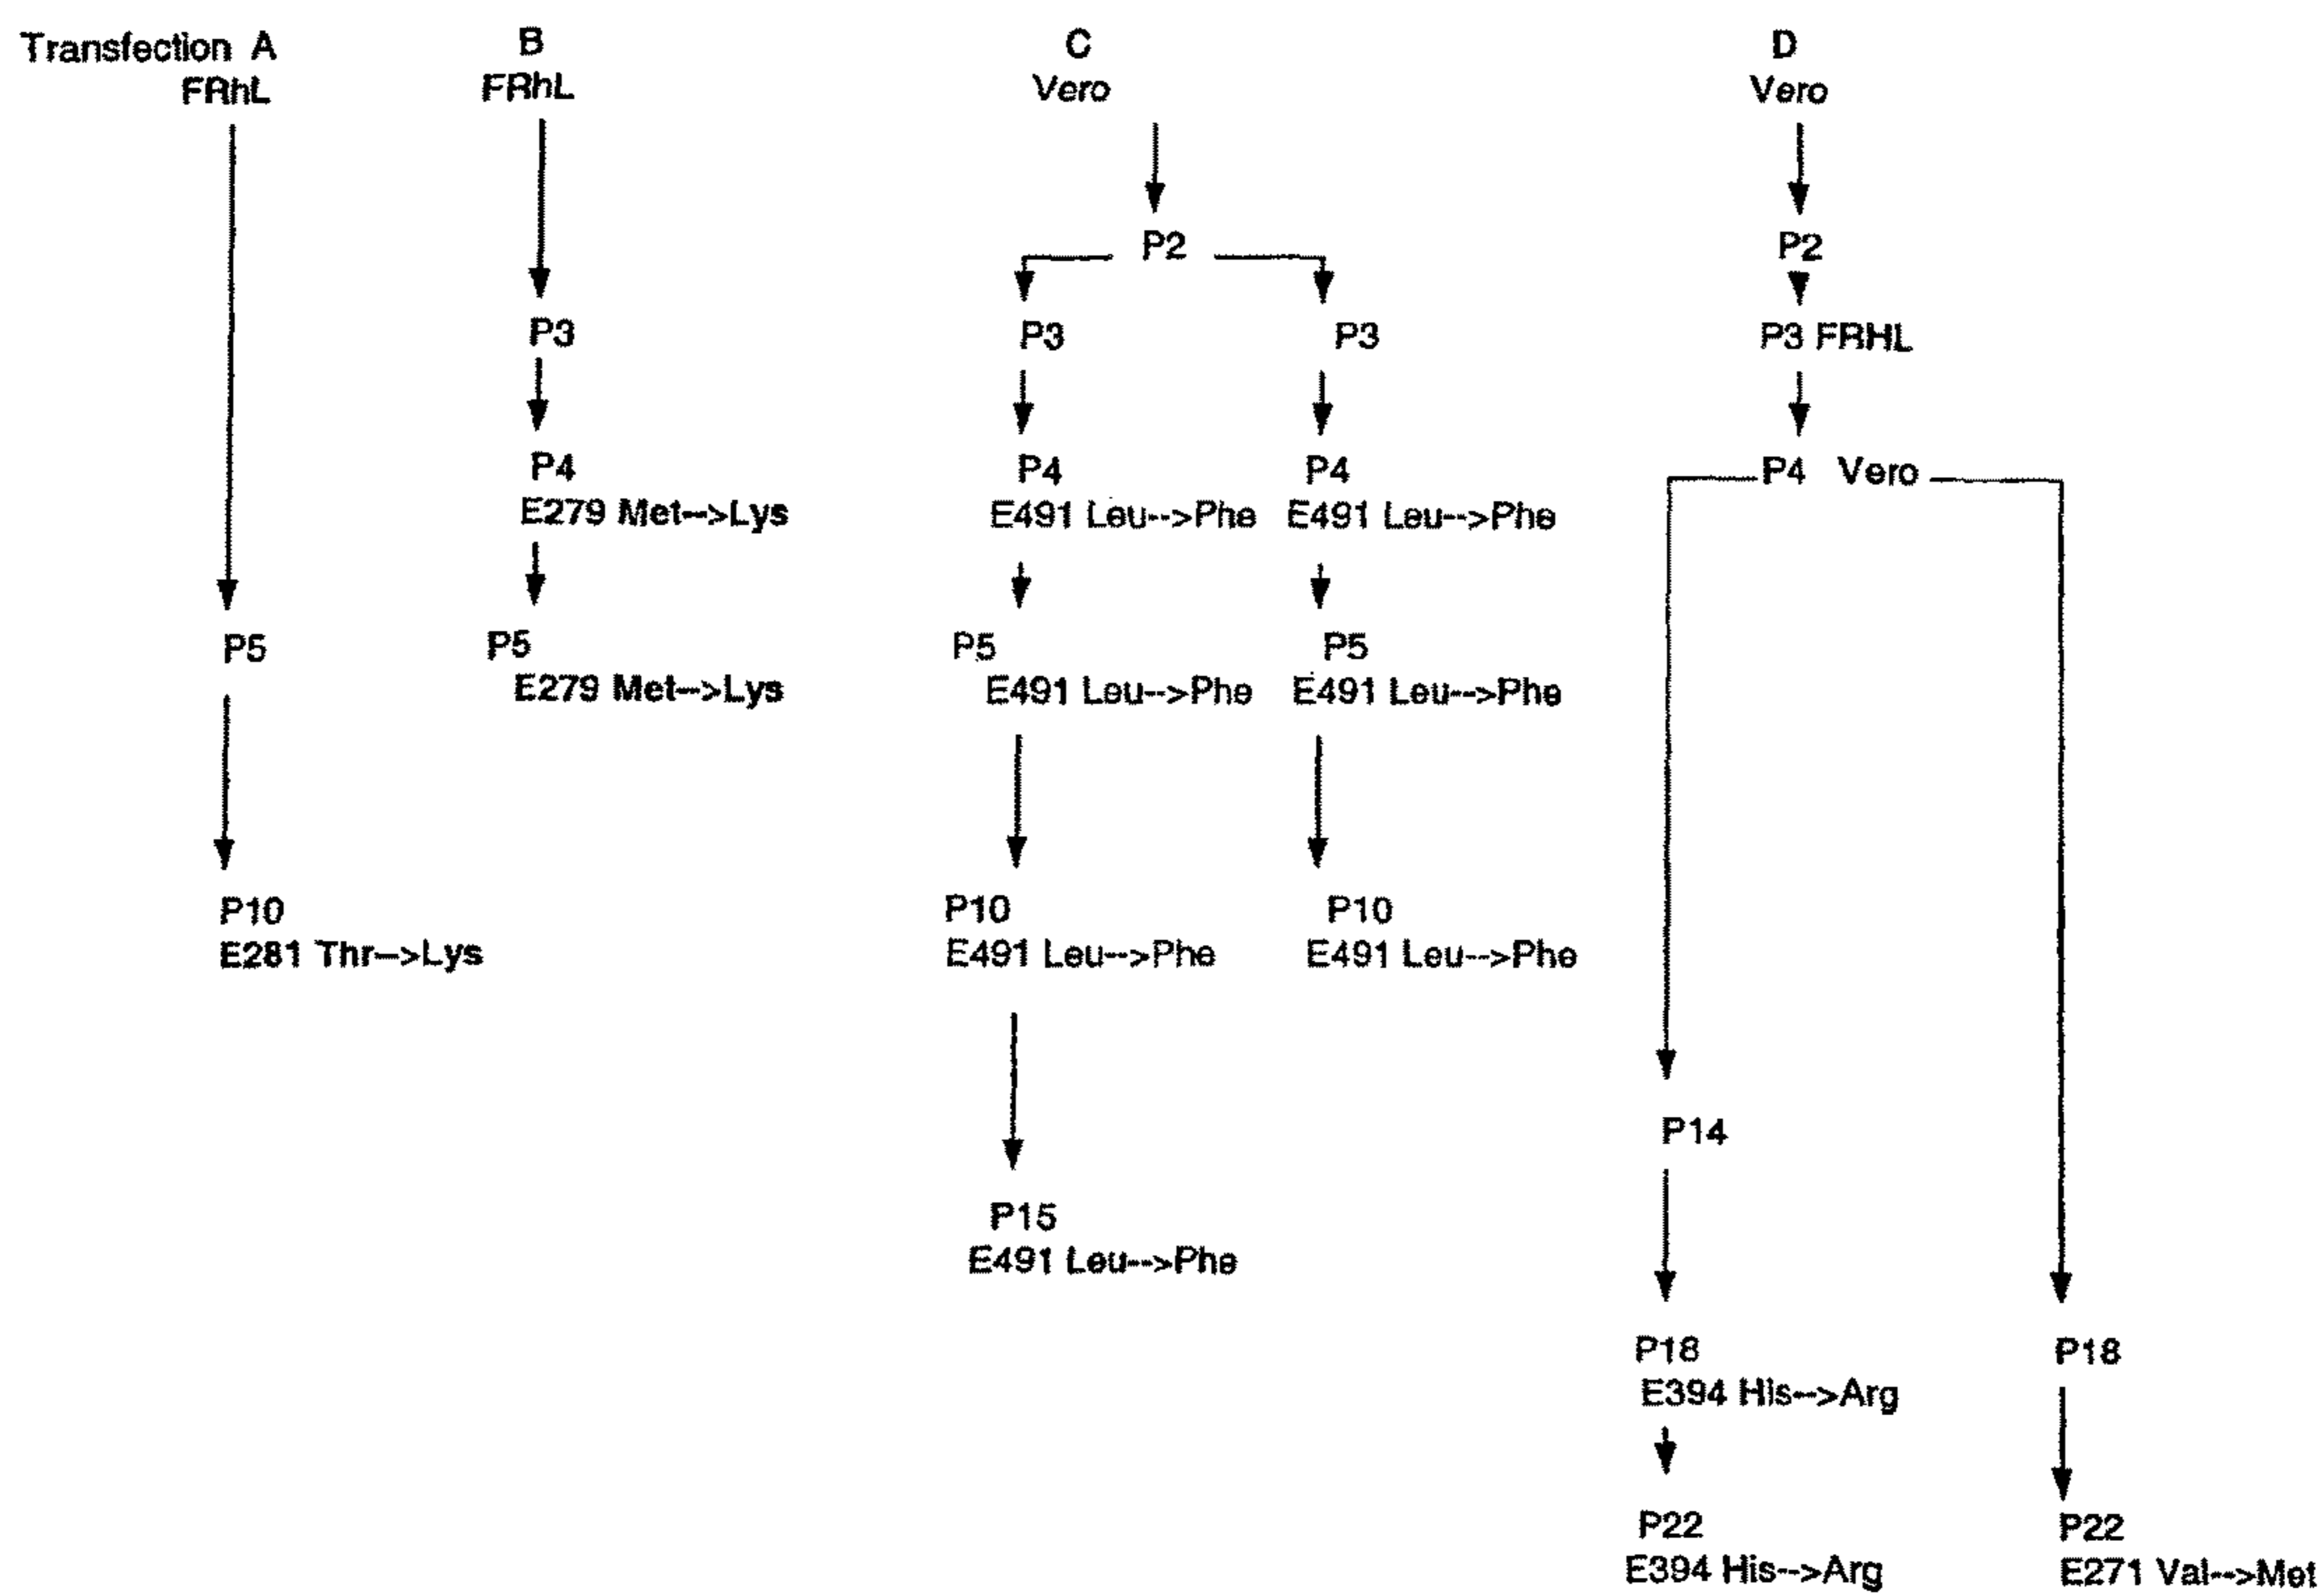 Transfection A
FRhL
P5
P10
E281 Thr-->Lys
B
FRhL
P3
P4
E279 Met-->Lys
P5
E279 Met-->Lys
C
Vero
P2
P3
P4
E491 Leu-->Phe
P5
E491 Leu-->Phe
P10
E491 Leu-->Phe
P15
E491 Leu-->Phe
P3
P4
E491 Leu-->Phe
P5
E491 Leu-->Phe
P10
E491 Leu-->Phe
D
Vero
P2
P3 FRHL
P4 Vero
P14
P18
E394 His-->Arg
P22
E394 His-->Arg
P18
P22
E271 Val-->Met